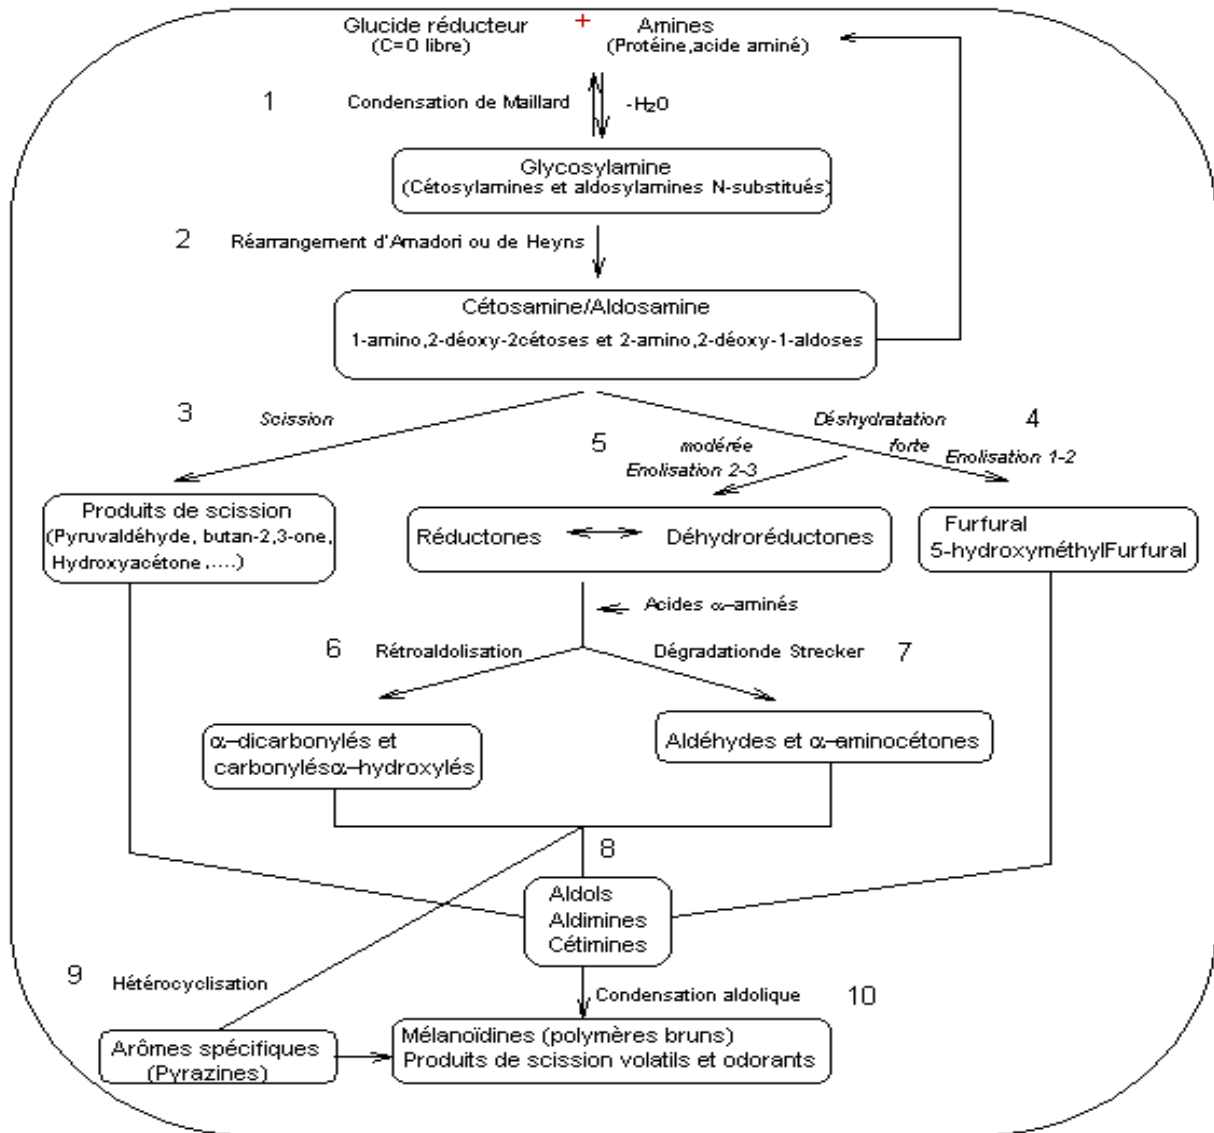 Glucide réducteur + Amines
(C=O libre) (Protéine,acide aminé)
1 Condensation de Maillard -H₂O
Glycosylamine
(Cétosylamines et aldosylamines N-substitués)
2 Réarrangement d'Amadori ou de Heyns
Cétosamine/Aldosamine
1-amino,2-déoxy-2cétoses et 2-amino,2-déoxy-1-aldoses
3 Scission Déshydratation 4
5 modérée forte Enolisation 1-2
Enolisation 2-3
Produits de scission
(Pyruvaldéhyde, butan-2,3-one,
Hydroxyacétone ,....)
Réductones Déhydroréductones
Furfural
5-hydroxyméthylFurfural
Acides α-aminés
6 Rétroaldolisation Dégradationde Strecker 7
α-dicarbonylés et
carbonylésα-hydroxylés
Aldéhydes et α-aminocétones
8
Aldols
Aldimines
Cétimines
9 Hétérocyclisation
Condensation aldolique 10
Arômes spécifiques
(Pyrazines)
Mélanoïdines (polymères bruns)
Produits de scission volatils et odorants